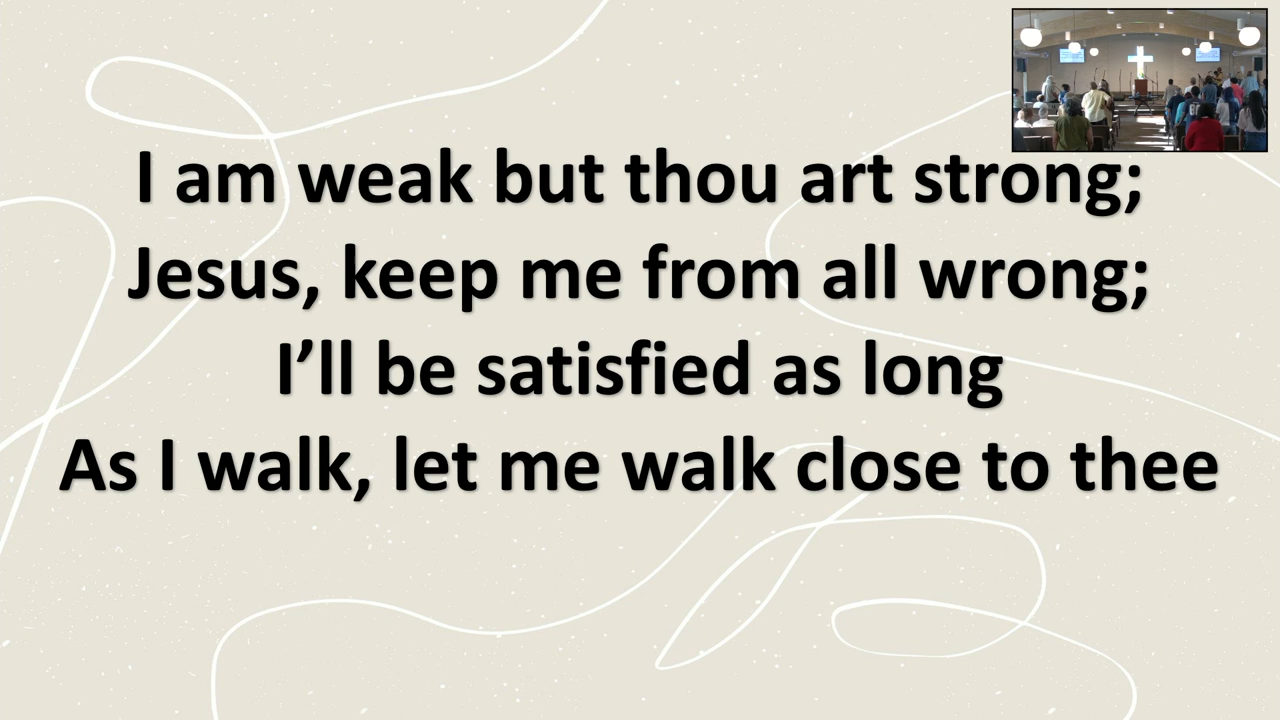 I am weak but thou art strong;
Jesus, keep me from all wrong;
I’ll be satisfied as long
As I walk, let me walk close to thee